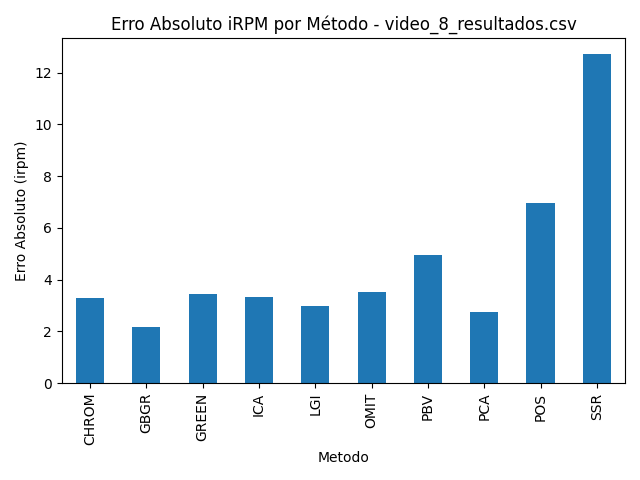 Erro Absoluto iRPM por Método - video_8_resultados.csv
Erro Absoluto (irpm)
12
10
8
6
4
2
0
CHROM
GBGR
GREEN
ICA
LGI
OMIT
PBV
PCA
POS
SSR
Metodo